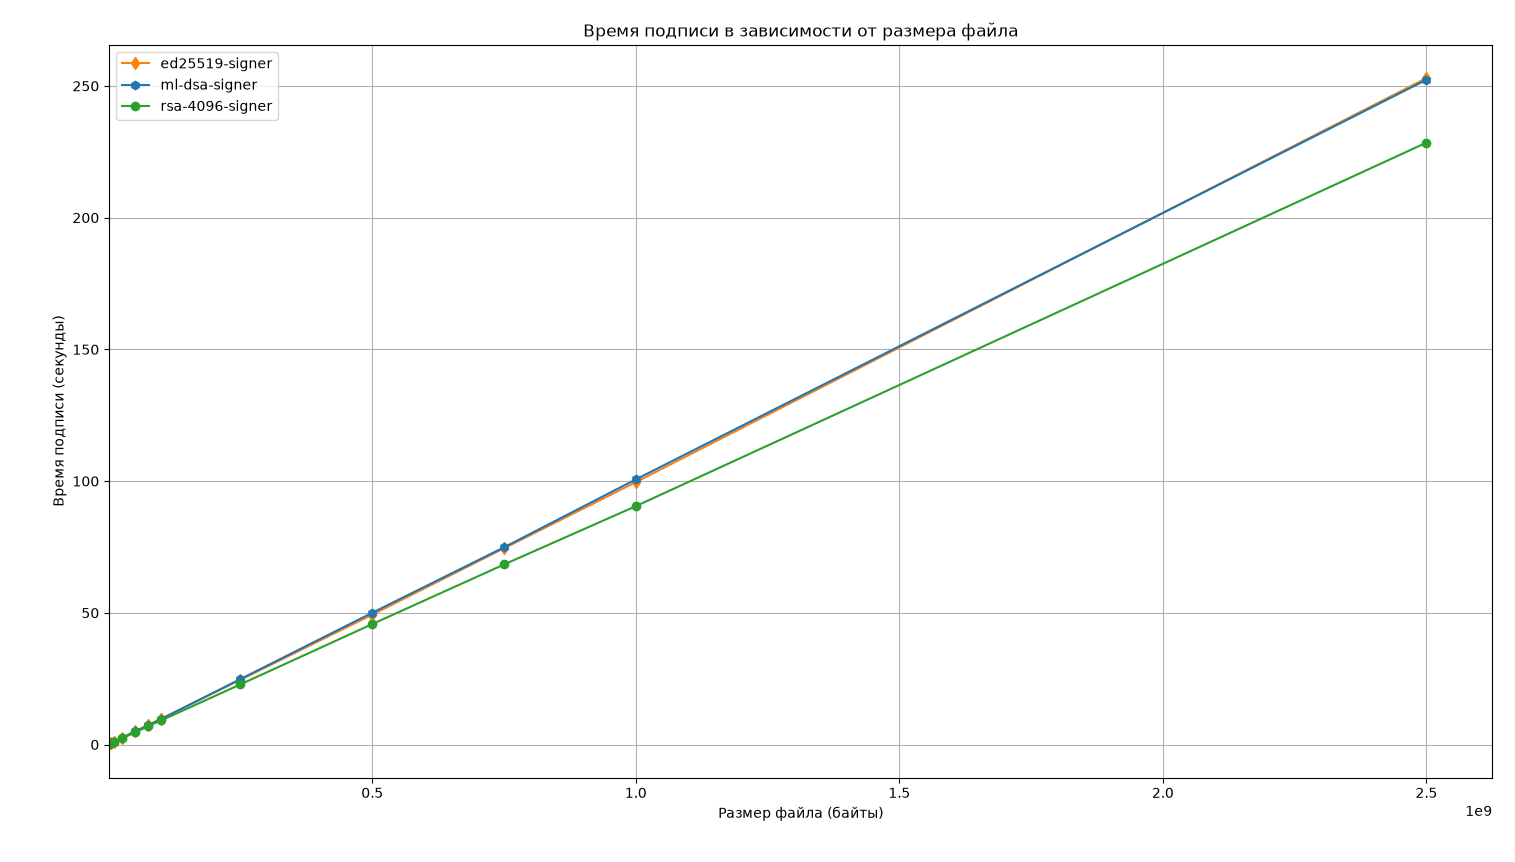 Время подписи в зависимости от размера файла
ed25519-signer
ml-dsa-signer
rsa-4096-signer
250
200
150
100
50
0
Время подписи (секунды)
0.5
1.0
1.5
2.0
2.5
1e9
Размер файла (байты)